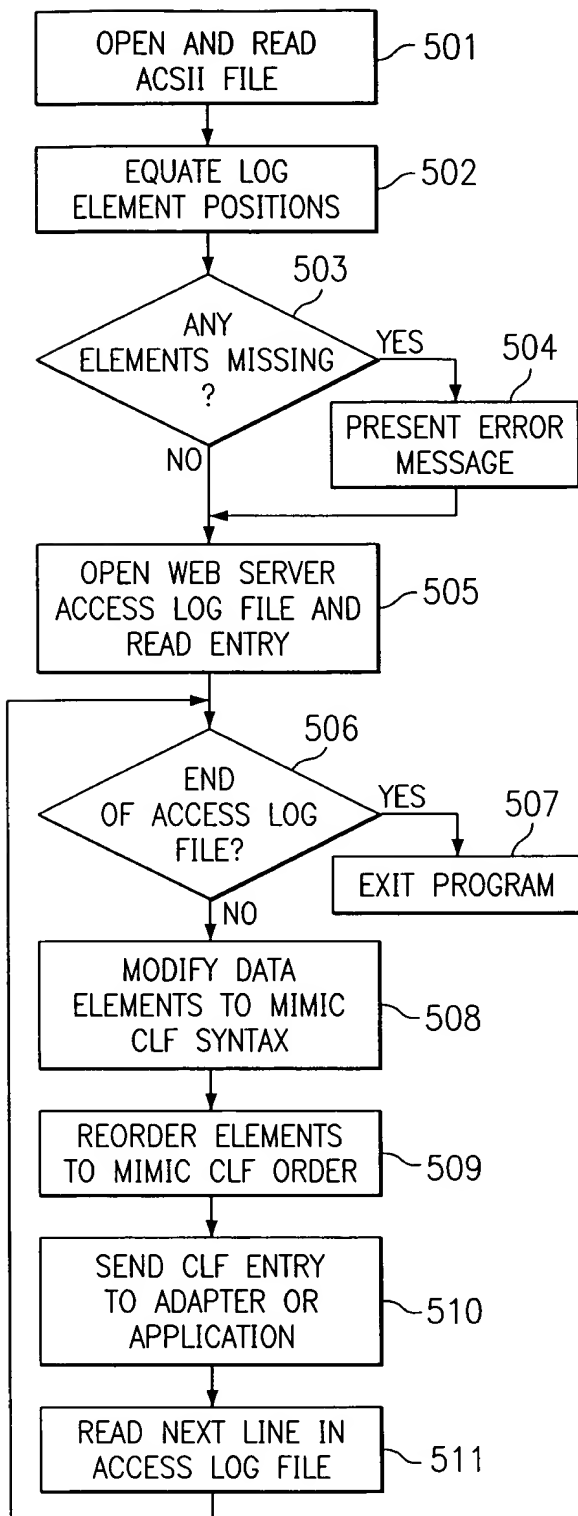 OPEN AND READ
ACSII FILE
501
EQUATE LOG
ELEMENT POSITIONS
502
503
ANY
ELEMENTS MISSING
?
YES
NO
504
PRESENT ERROR
MESSAGE
OPEN WEB SERVER
ACCESS LOG FILE AND
READ ENTRY
505
506
END
OF ACCESS LOG
FILE?
YES
NO
507
EXIT PROGRAM
MODIFY DATA
ELEMENTS TO MIMIC
CLF SYNTAX
508
REORDER ELEMENTS
TO MIMIC CLF ORDER
509
SEND CLF ENTRY
TO ADAPTER OR
APPLICATION
510
READ NEXT LINE IN
ACCESS LOG FILE
511